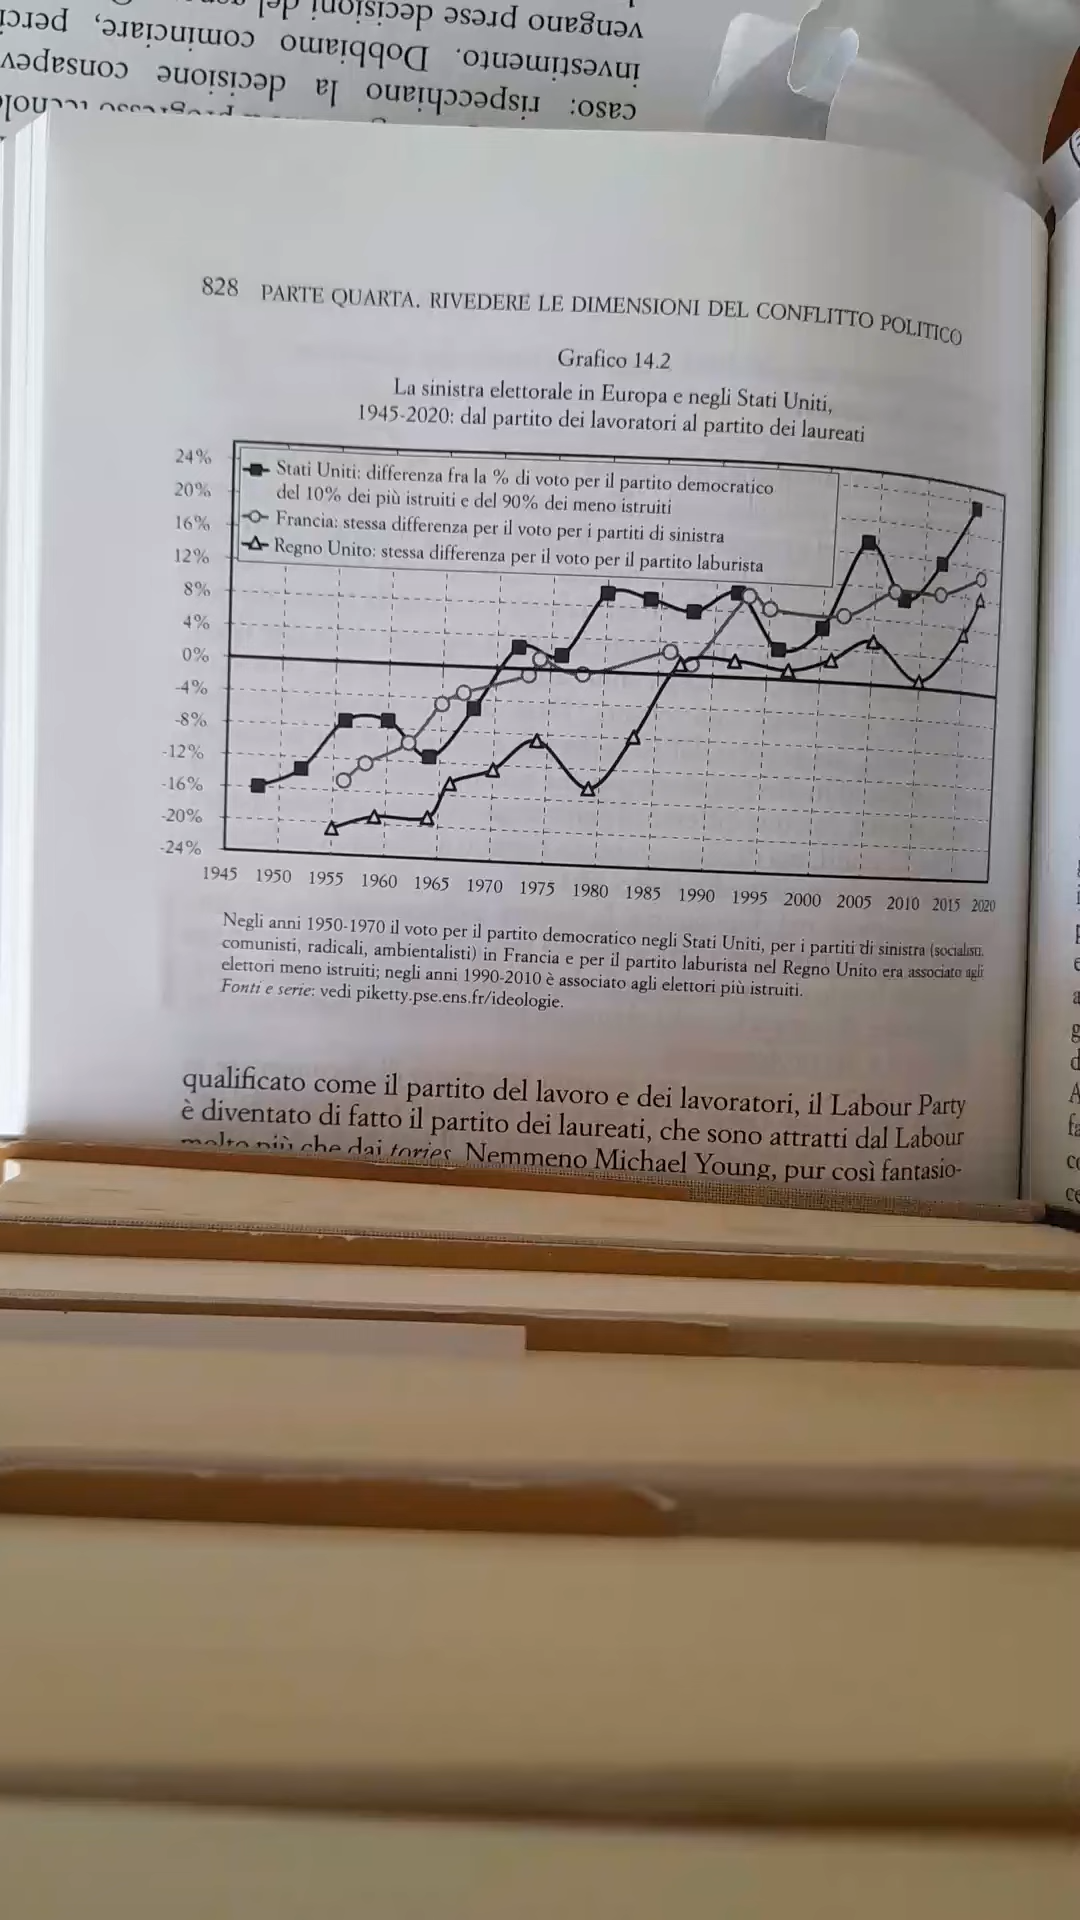 vengano prese decisioni del
investimento. Dobbiamo cominciare,
caso: rispecchiano la decisione
828 PARTE QUARTA. RIVEDERE LE DIMENSIONI DEL CONFLITTO POLITICO
Grafico 14.2
La sinistra elettorale in Europa e negli Stati Uniti,
1945-2020: dal partito dei lavoratori al partito dei laureati
24%
20%
16%
12%
8%
4%
0%
-4%
-8%
-12%
-16%
-20%
-24%
Stati Uniti: differenza fra la % di voto per il partito democratico
del 10% dei più istruiti e del 90% dei meno istruiti
Francia: stessa differenza per il voto per i partiti di sinistra
Regno Unito: stessa differenza per il voto per il partito laburista
1945 1950 1955 1960 1965 1970 1975 1980 1985 1990 1995 2000 2005 2010 2015 2020
Negli anni 1950-1970 il voto per il partito democratico negli Stati Uniti, per i partiti di sinistra (socialisti,
comunisti, radicali, ambientalisti) in Francia e per il partito laburista nel Regno Unito era associato agli
elettori meno istruiti; negli anni 1990-2010 è associato agli elettori più istruiti.
Fonti e serie: vedi piketty.pse.ens.fr/ideologie.
qualificato come il partito del lavoro e dei lavoratori, il Labour Party
è diventato di fatto il partito dei laureati, che sono attratti dal Labour
molto più che dai tories. Nemmeno Michael Young, pur così fantasio-